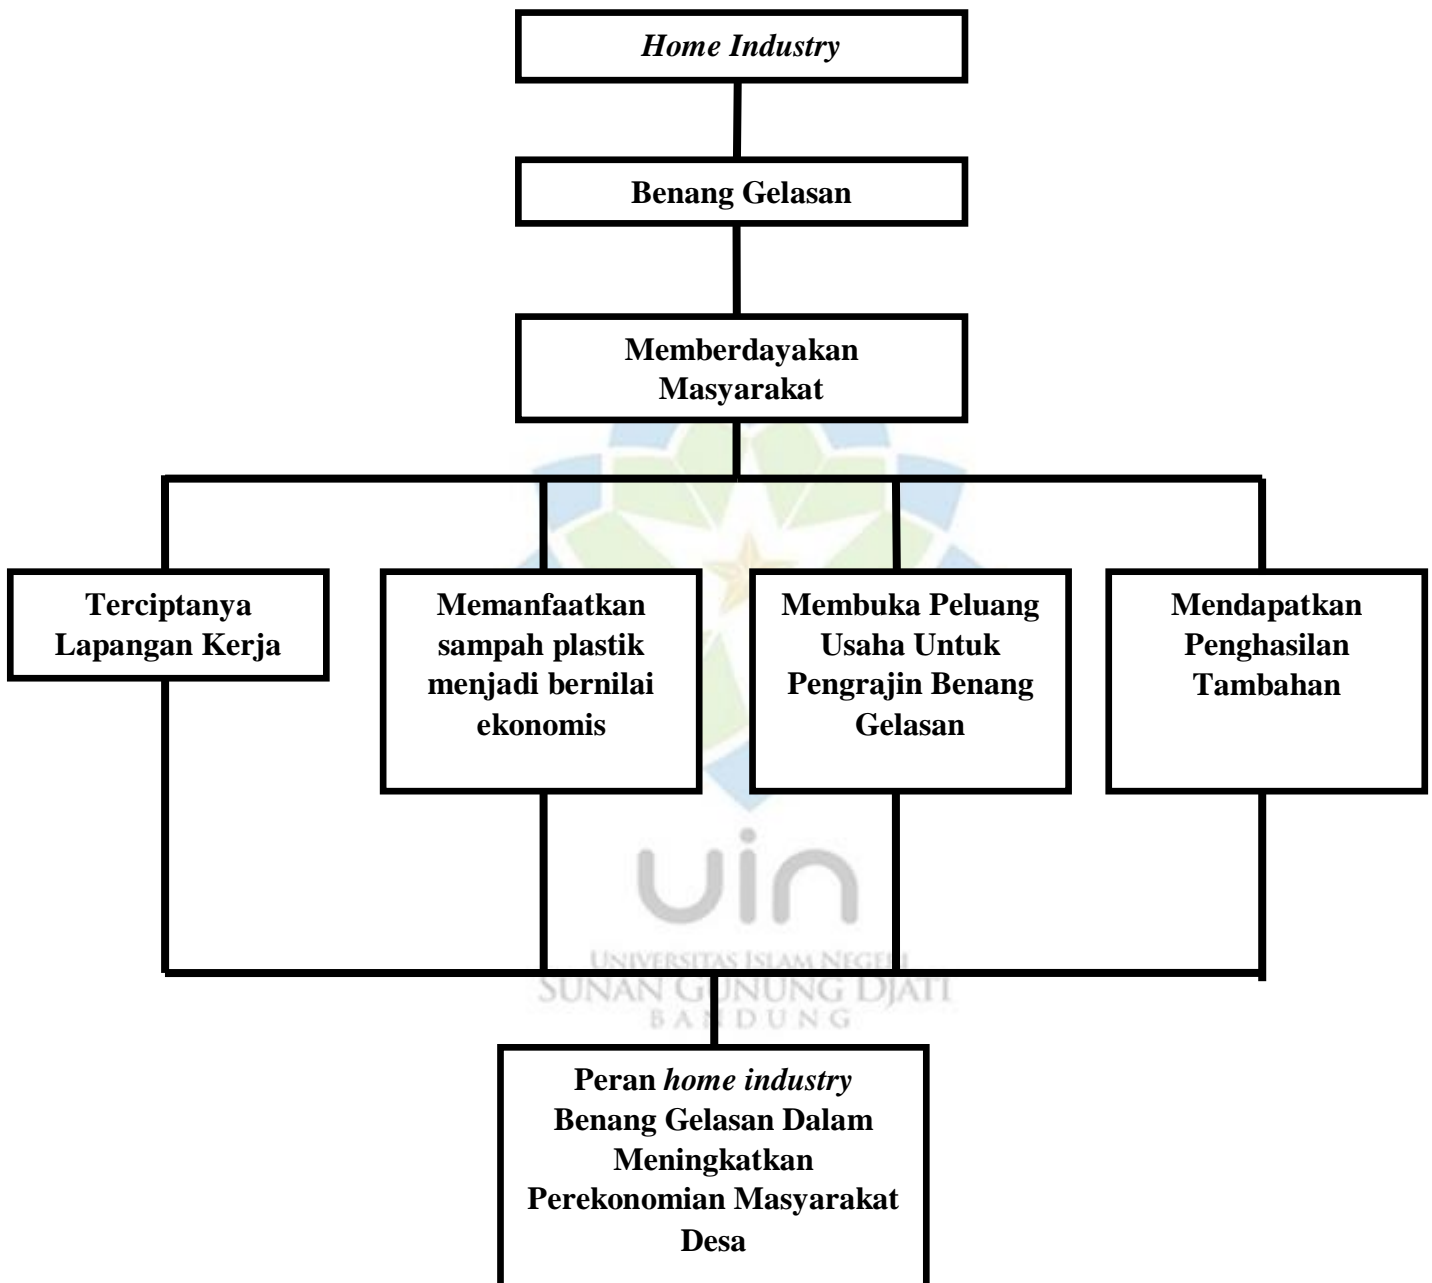 Home Industry
Benang Gelasan
Memberdayakan
Masyarakat
Terciptanya
Lapangan Kerja
Memanfaatkan
sampah plastik
menjadi bernilai
ekonomis
Membuka Peluang
Usaha Untuk
Pengrajin Benang
Gelasan
Mendapatkan
Penghasilan
Tambahan
uin
UNIVERSITAS ISLAM NEGERI
SUNAN GUNUNG DJATI
BANDUNG
Peran home industry
Benang Gelasan Dalam
Meningkatkan
Perekonomian Masyarakat
Desa